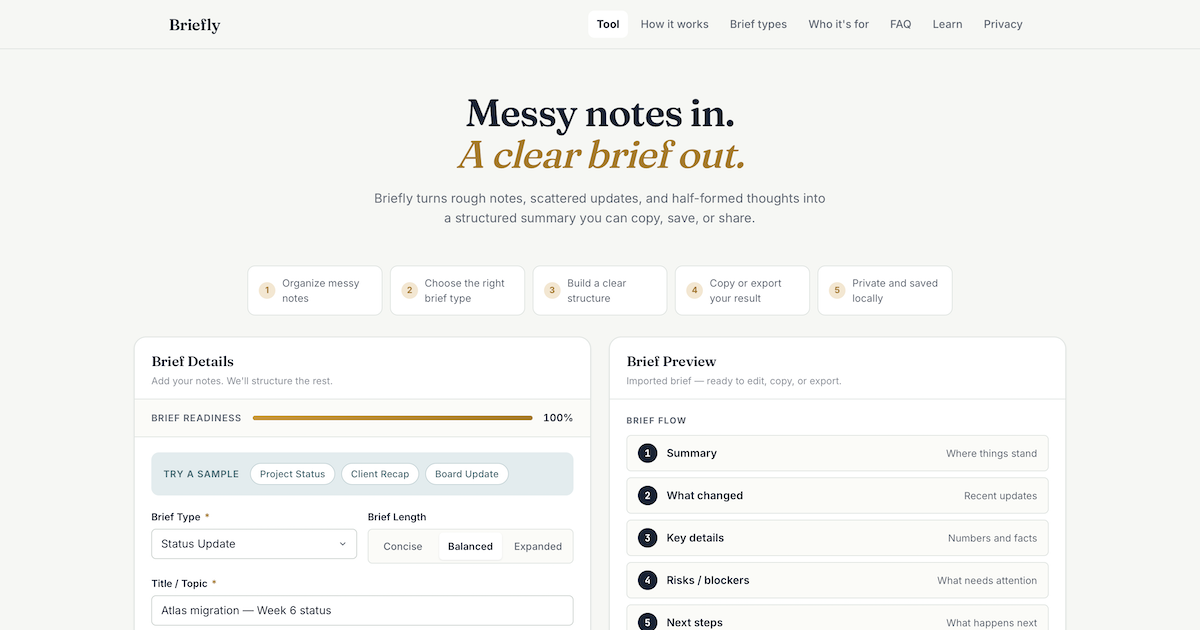 Briefly
Tool
How it works
Brief types
Who it's for
FAQ
Learn
Privacy
Messy notes in.
A clear brief out.
Briefly turns rough notes, scattered updates, and half-formed thoughts into
a structured summary you can copy, save, or share.
1
Organize messy
notes
2
Choose the right
brief type
3
Build a clear
structure
4
Copy or export
your result
5
Private and saved
locally
Brief Details
Add your notes. We'll structure the rest.
BRIEF READINESS 100%
TRY A SAMPLE Project Status Client Recap Board Update
Brief Type *
Status Update
Brief Length
Concise Balanced Expanded
Title / Topic *
Atlas migration — Week 6 status
Brief Preview
Imported brief — ready to edit, copy, or export.
BRIEF FLOW
1 Summary Where things stand
2 What changed Recent updates
3 Key details Numbers and facts
4 Risks / blockers What needs attention
5 Next steps What happens next